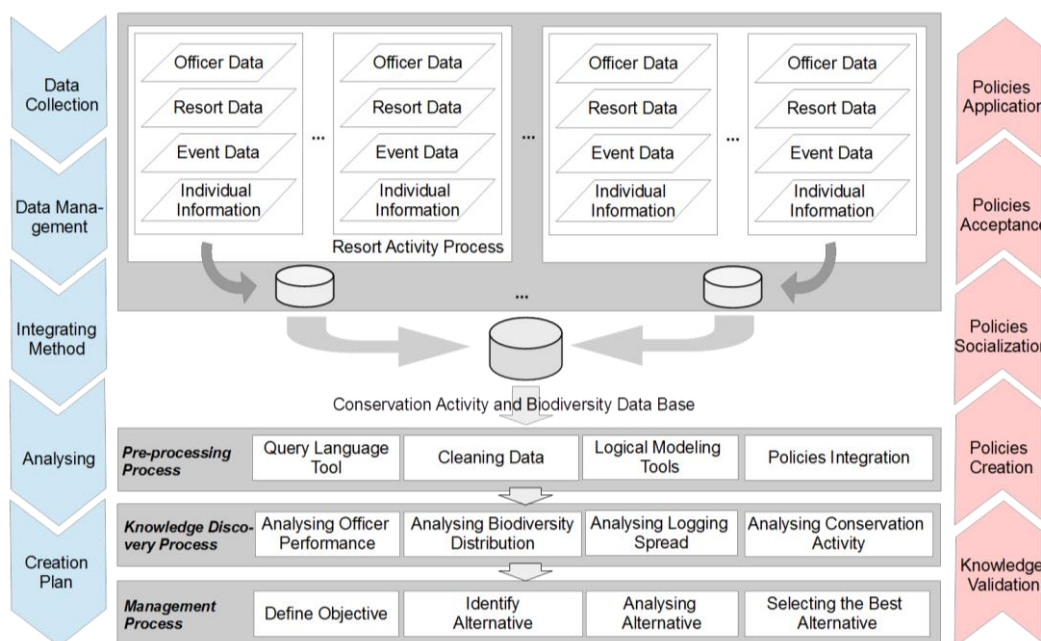 Data
Collection
Data Mana-
gement
Integrating
Method
Analysing
Creation
Plan
Officer Data
Resort Data
Event Data
Individual
Information
...
Officer Data
Resort Data
Event Data
Individual
Information
Resort Activity Process
...
Officer Data
Resort Data
Event Data
Individual
Information
...
Officer Data
Resort Data
Event Data
Individual
Information
...
Conservation Activity and Biodiversity Data Base
Pre-processing
Process
Query Language
Tool
Cleaning Data
Logical Modeling
Tools
Policies Integration
Knowledge Disco-
very Process
Analysing Officer
Performance
Analysing Biodiversity
Distribution
Analysing Logging
Spread
Analysing Conservation
Activity
Management
Process
Define Objective
Identify
Alternative
Analysing
Alternative
Selecting the Best
Alternative
Policies
Application
Policies
Acceptance
Policies
Socialization
Policies
Creation
Knowledge
Validation